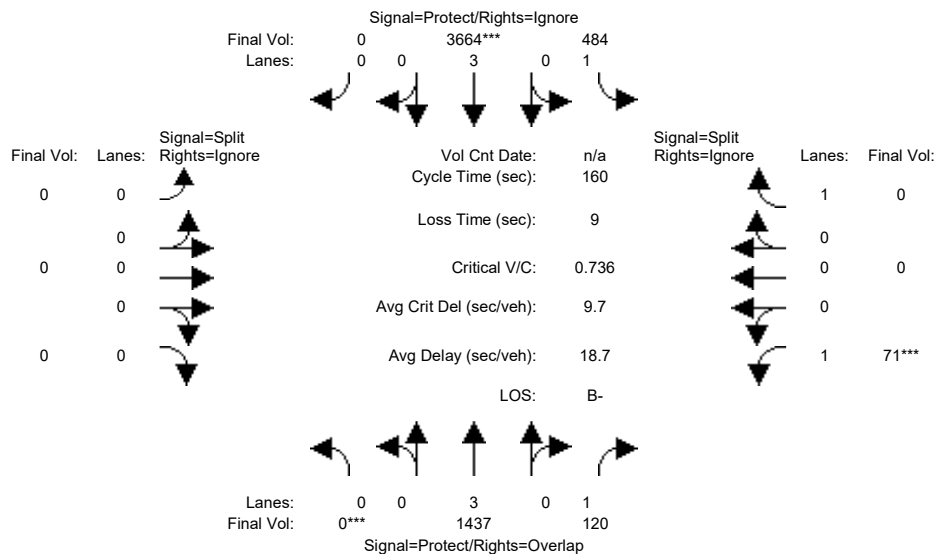 Signal=Protect/Rights=Ignore
Final Vol: 0 3664*** 484
Lanes: 0 0 3 0 1
Signal=Split Signal=Split
Final Vol: Lanes: Rights=Ignore Vol Cnt Date: n/a Rights=Ignore Lanes: Final Vol:
Cycle Time (sec): 160
0 0 1 0
Loss Time (sec): 9
0 0
0 0 Critical V/C: 0.736 0 0
0 Avg Crit Del (sec/veh): 9.7 0
0 0 Avg Delay (sec/veh): 18.7 1 71***
LOS: B-
Lanes: 0 0 3 0 1
Final Vol: 0*** 1437 120
Signal=Protect/Rights=Overlap